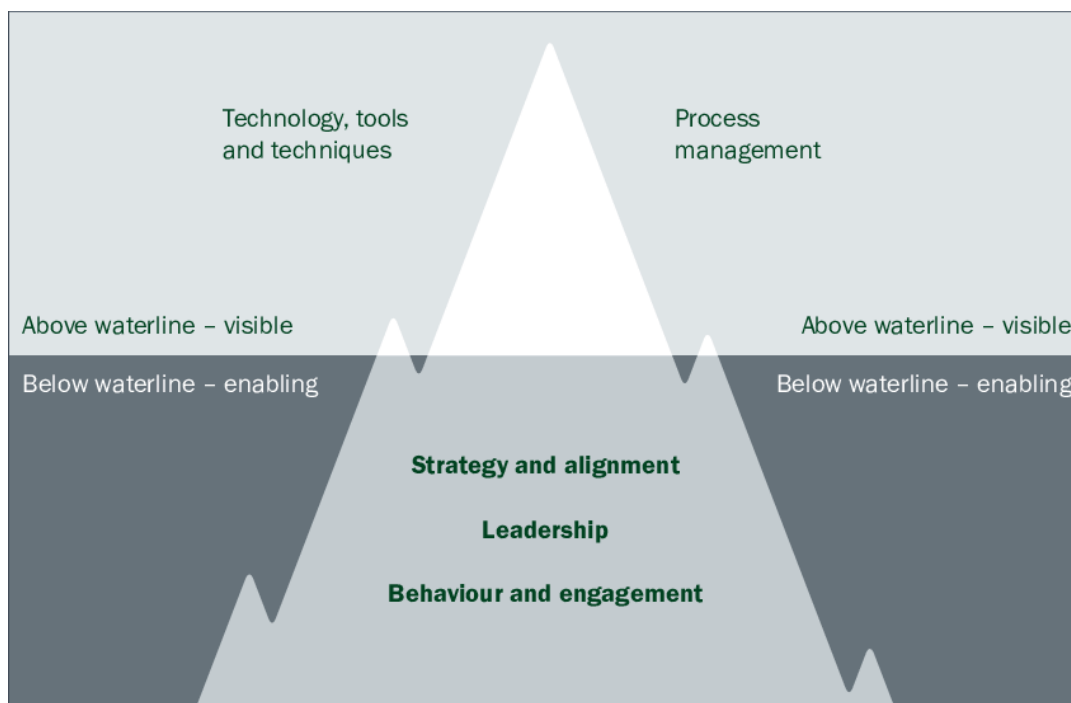 Technology, tools
and techniques
Process
management
Above waterline – visible
Above waterline – visible
Below waterline – enabling
Below waterline – enabling
Strategy and alignment
Leadership
Behaviour and engagement